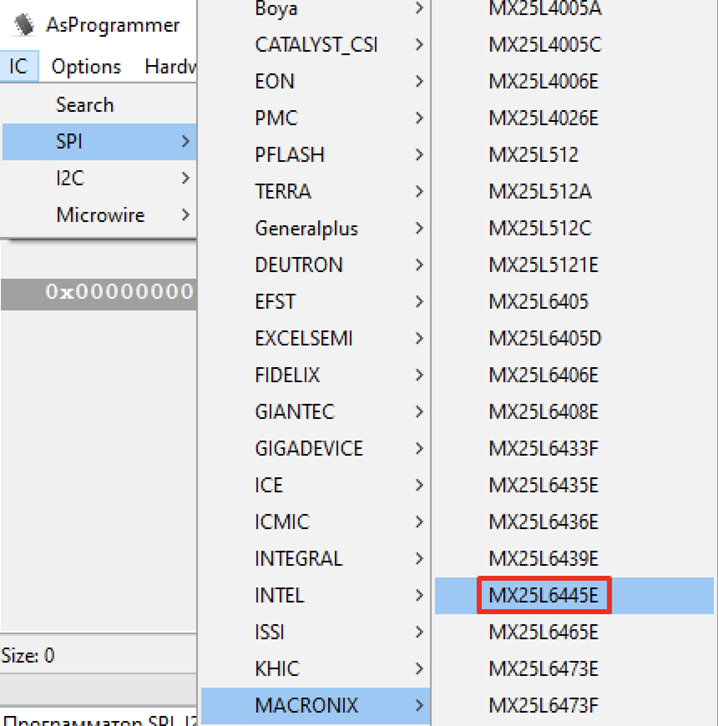 AsProgrammer
IC Options Hardw
Search
SPI
I2C
Microwire
0x00000000
Size: 0
Программатор SPI, I2
Boya
CATALYST_CSI
EON
PMC
PFLASH
TERRA
Generalplus
DEUTRON
EFST
EXCELSEMI
FIDELIX
GIANTEC
GIGADEVICE
ICE
ICMIC
INTEGRAL
INTEL
ISSI
KHIC
MACRONIX
MX25L4005A
MX25L4005C
MX25L4006E
MX25L4026E
MX25L512
MX25L512A
MX25L512C
MX25L5121E
MX25L6405
MX25L6405D
MX25L6406E
MX25L6408E
MX25L6433F
MX25L6435E
MX25L6436E
MX25L6439E
MX25L6445E
MX25L6465E
MX25L6473E
MX25L6473F